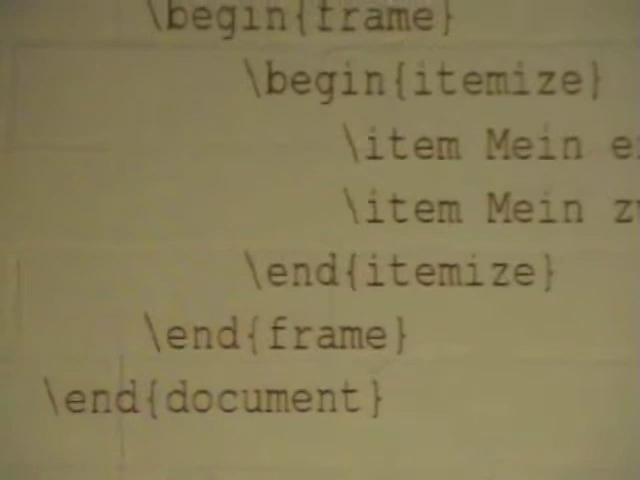 \begin{frame}
\begin{itemize}
\item Mein
\item Mein
\end{itemize}
\end{frame}
\end{document}